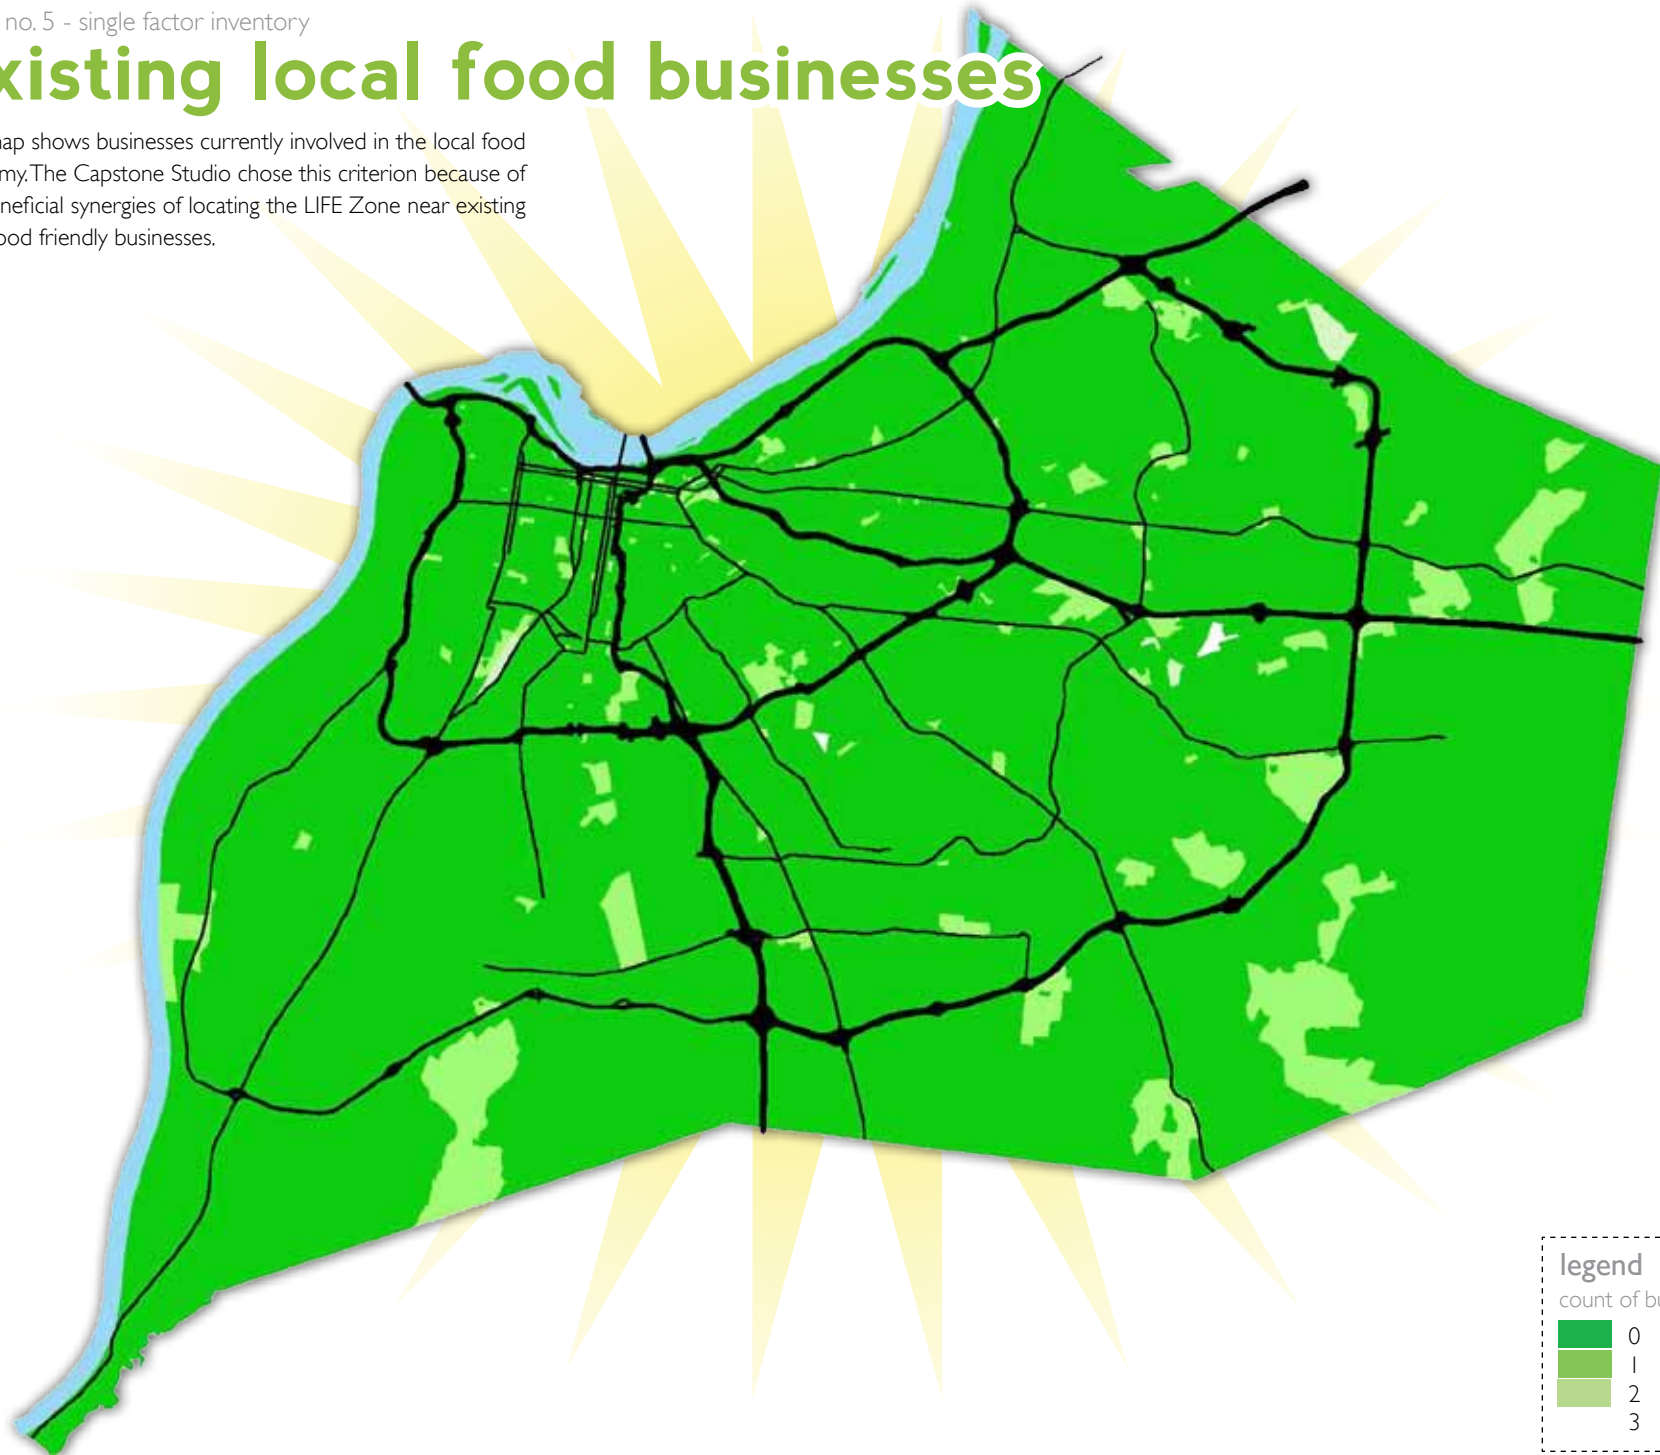 no. 5 - single factor inventory
xisting local food businesses
ap shows businesses currently involved in the local food
my. The Capstone Studio chose this criterion because of
neficial synergies of locating the LIFE Zone near existing
ood friendly businesses.
legend
count of bu
0
1
2
3